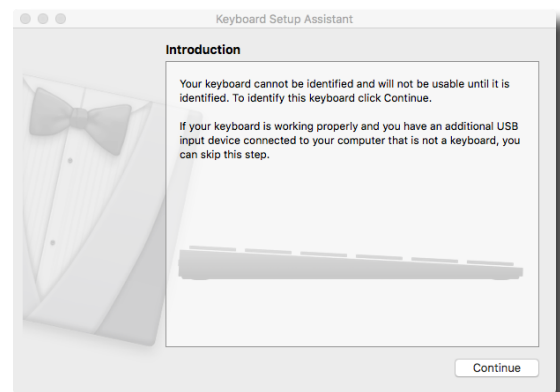 Keyboard Setup Assistant
Introduction
Your keyboard cannot be identified and will not be usable until it is
identified. To identify this keyboard click Continue.
If your keyboard is working properly and you have an additional USB
input device connected to your computer that is not a keyboard, you
can skip this step.
Continue